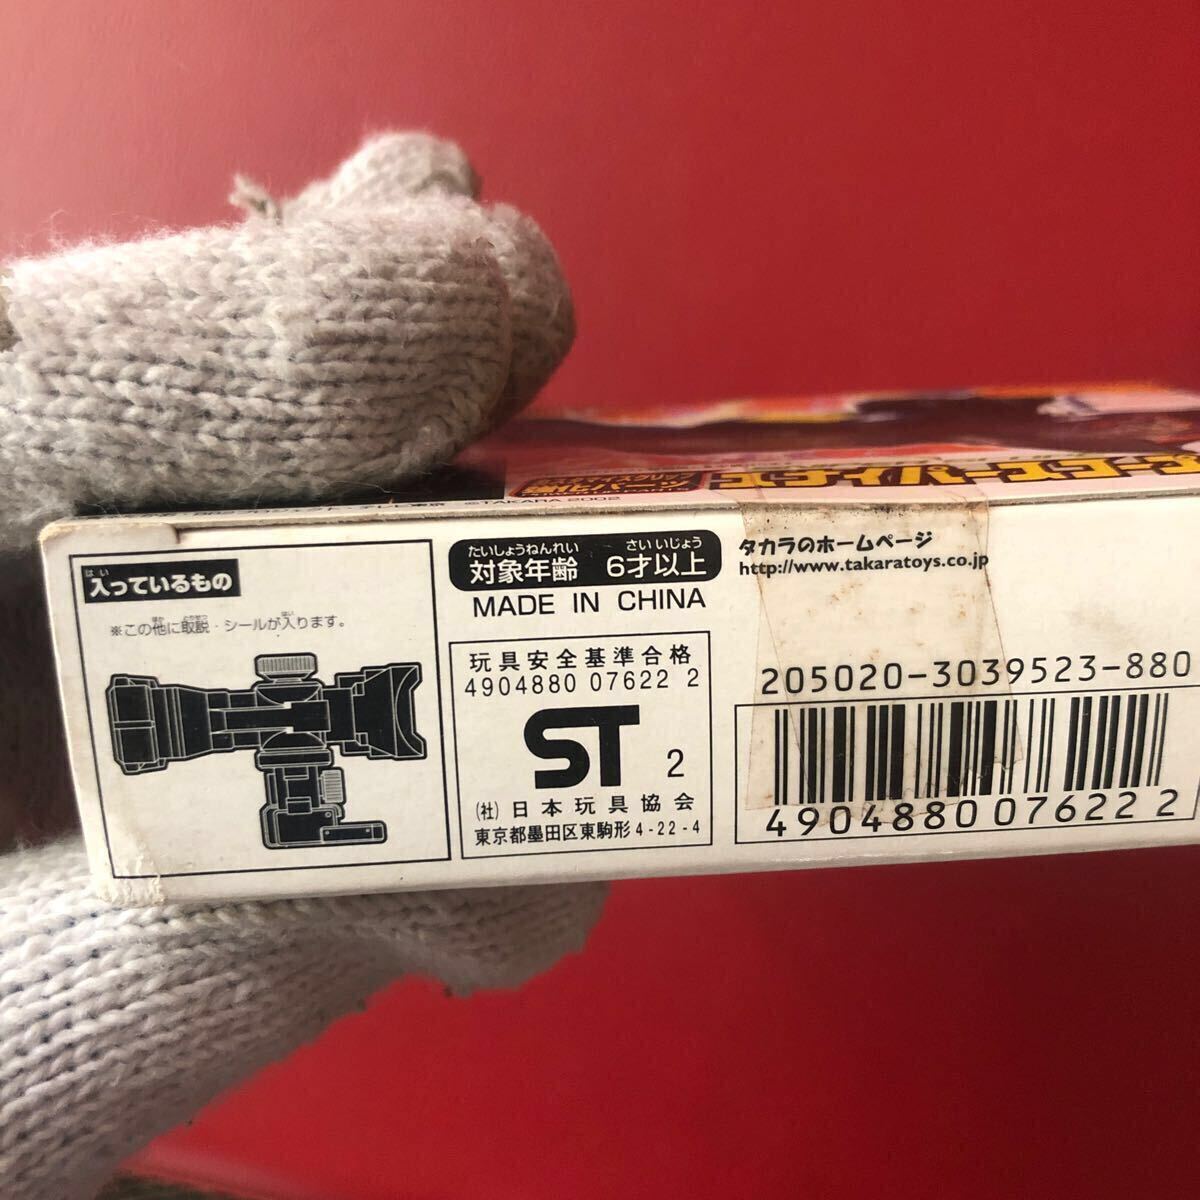 ©TAKARA 2002
入っているもの
※この他に取説・シールが入ります。
たいしょうねんれい さい いじょう
対象年齢 6才以上
MADE IN CHINA
玩具安全基準合格
4904880 07622 2
ST 2
(社)日本玩具協会
東京都墨田区東駒形4-22-4
タカラのホームページ
http://www.takaratoys.co.jp
205020-3039523-880
4904880 07622 2